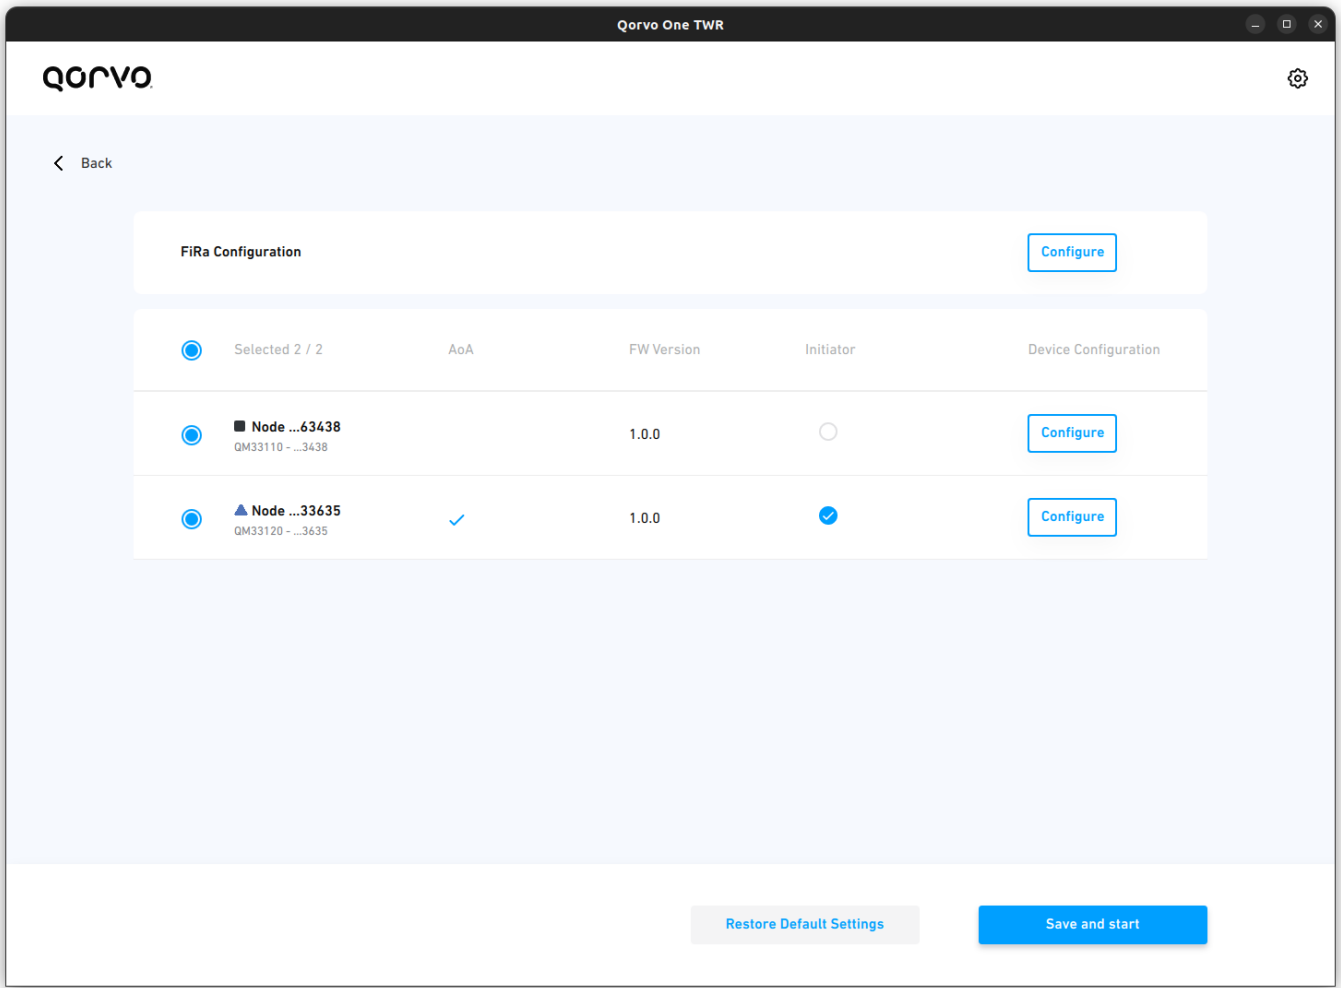 Qorvo One TWR
QORVO
Back
FiRa Configuration
Configure
Selected 2 / 2
AoA
FW Version
Initiator
Device Configuration
Node ...63438
QM33110 - ...3438
1.0.0
Configure
Node ...33635
QM33120 - ...3635
1.0.0
Configure
Restore Default Settings
Save and start